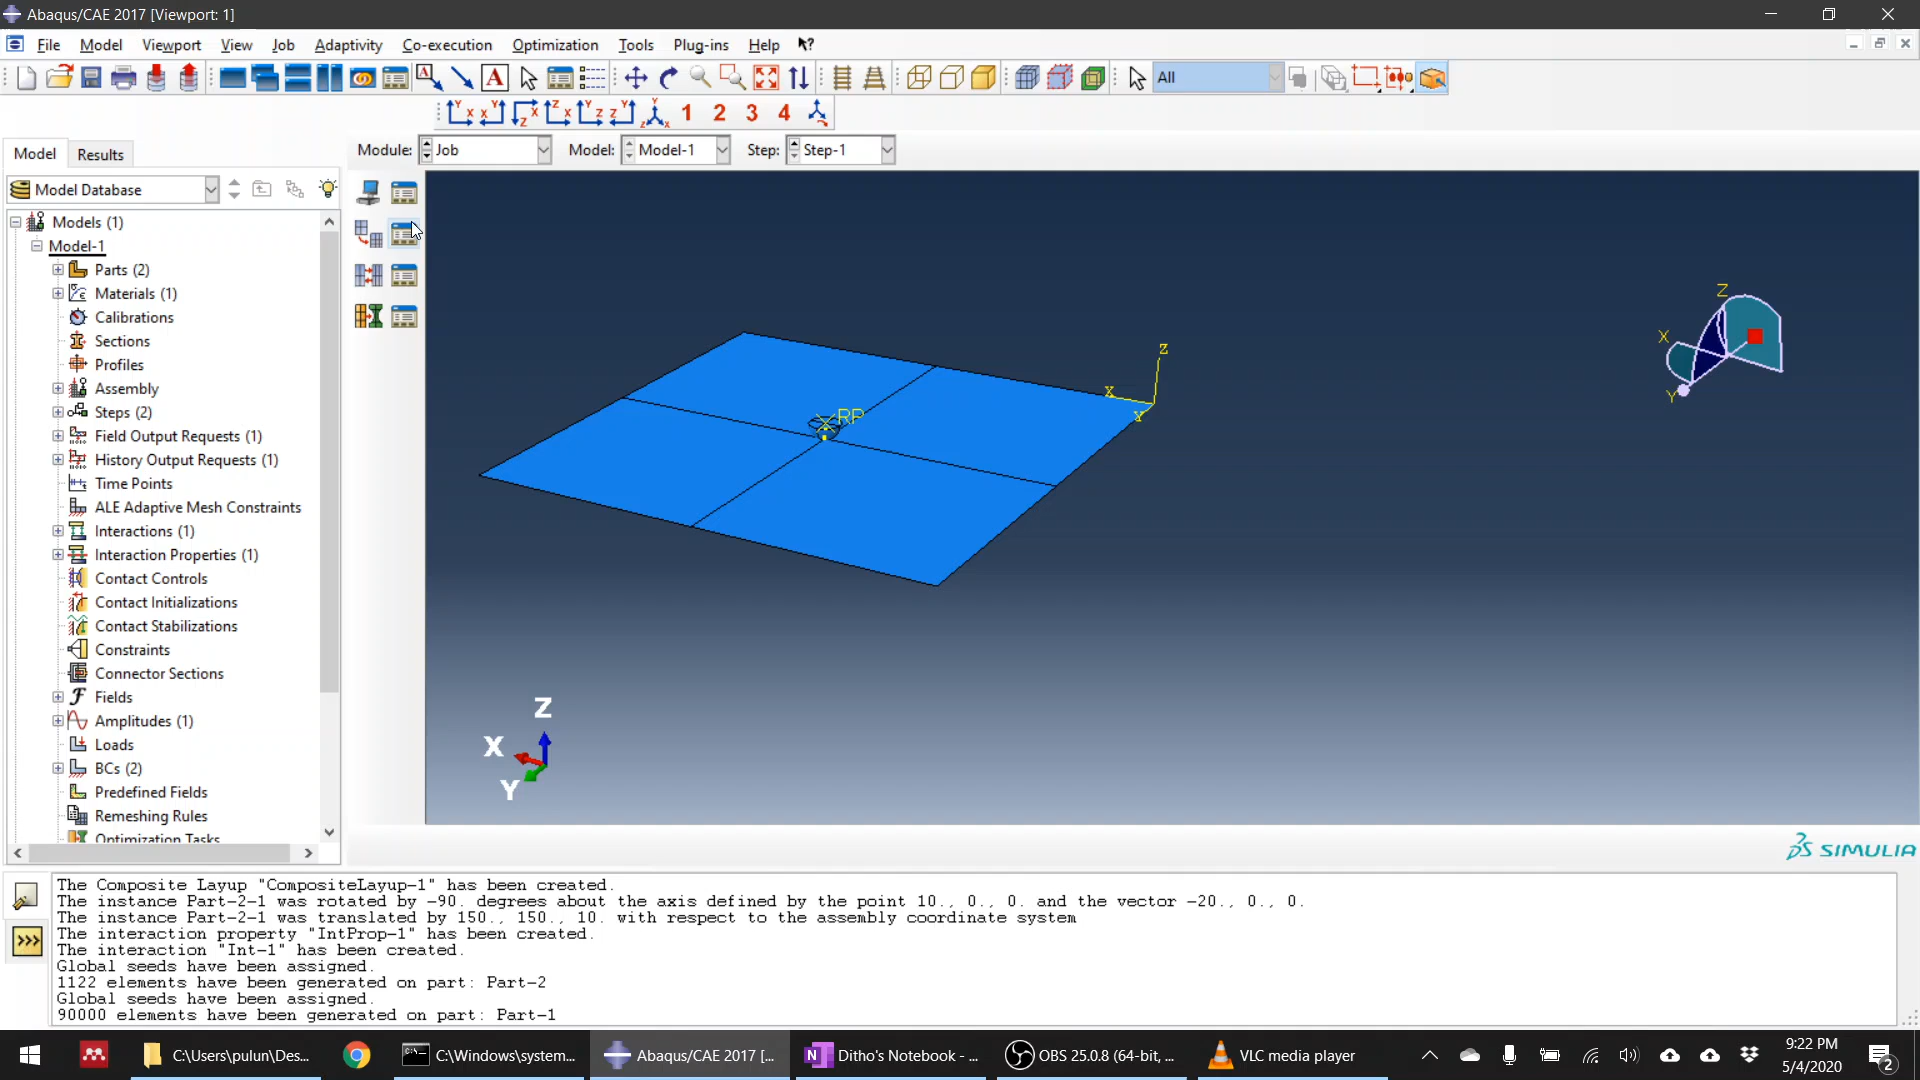 Abaqus/CAE 2017 [Viewport: 1]
File Model Viewport View Job Adaptivity Co-execution Optimization Tools Plug-ins Help
A A All
Y X X Y X Z Z X Y Z Z Y Y Z X 1 2 3 4
Model Results Module: Job Model: Model-1 Step: Step-1
Model Database
Models (1)
Model-1
Parts (2)
Materials (1)
Calibrations
Sections
Profiles
Assembly
Steps (2)
Field Output Requests (1)
History Output Requests (1)
Time Points
ALE Adaptive Mesh Constraints
Interactions (1)
Interaction Properties (1)
Contact Controls
Contact Initializations
Contact Stabilizations
Constraints
Connector Sections
Fields
Amplitudes (1)
Loads
BCs (2)
Predefined Fields
Remeshing Rules
Optimization Tasks
RP
Z
X
Y
Z
X
Y
Z
X
Y
SIMULIA
The Composite Layup "CompositeLayup-1" has been created.
The instance Part-2-1 was rotated by -90. degrees about the axis defined by the point 10., 0., 0. and the vector -20., 0., 0.
The instance Part-2-1 was translated by 150., 150., 10. with respect to the assembly coordinate system
The interaction property "IntProp-1" has been created.
The interaction "Int-1" has been created.
Global seeds have been assigned.
1122 elements have been generated on part: Part-2
Global seeds have been assigned.
90000 elements have been generated on part: Part-1
C:\Users\pulun\Des... C:\Windows\system... Abaqus/CAE 2017 [... Ditho's Notebook - ... OBS 25.0.8 (64-bit, ... VLC media player
9:22 PM
5/4/2020
2